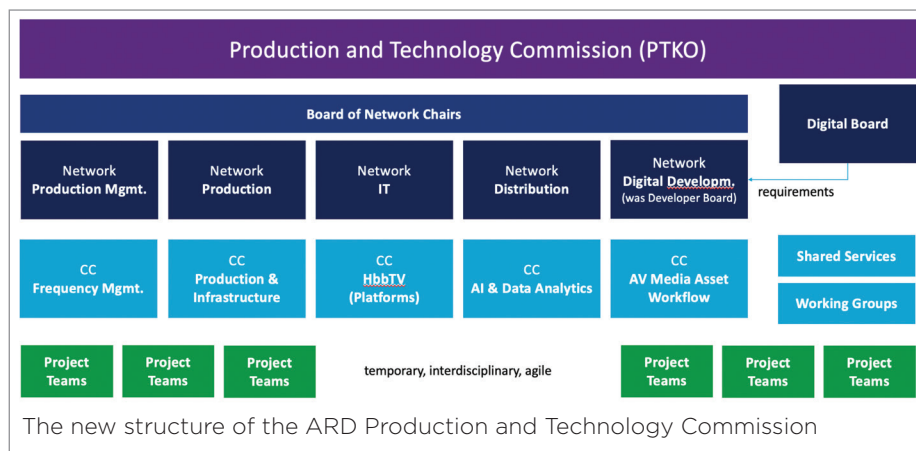 Production and Technology Commission (PTKO)
Board of Network Chairs
Digital Board
Network
Production Mgmt.
Network
Production
Network
IT
Network
Distribution
Network
Digital Developm.
(was Developer Board)
requirements
CC
Frequency Mgmt.
CC
Production &
Infrastructure
CC
HbbTV
(Platforms)
CC
AI & Data Analytics
CC
AV Media Asset
Workflow
Shared Services
Working Groups
Project
Teams
Project
Teams
Project
Teams
temporary, interdisciplinary, agile
Project
Teams
Project
Teams
Project
Teams
The new structure of the ARD Production and Technology Commission